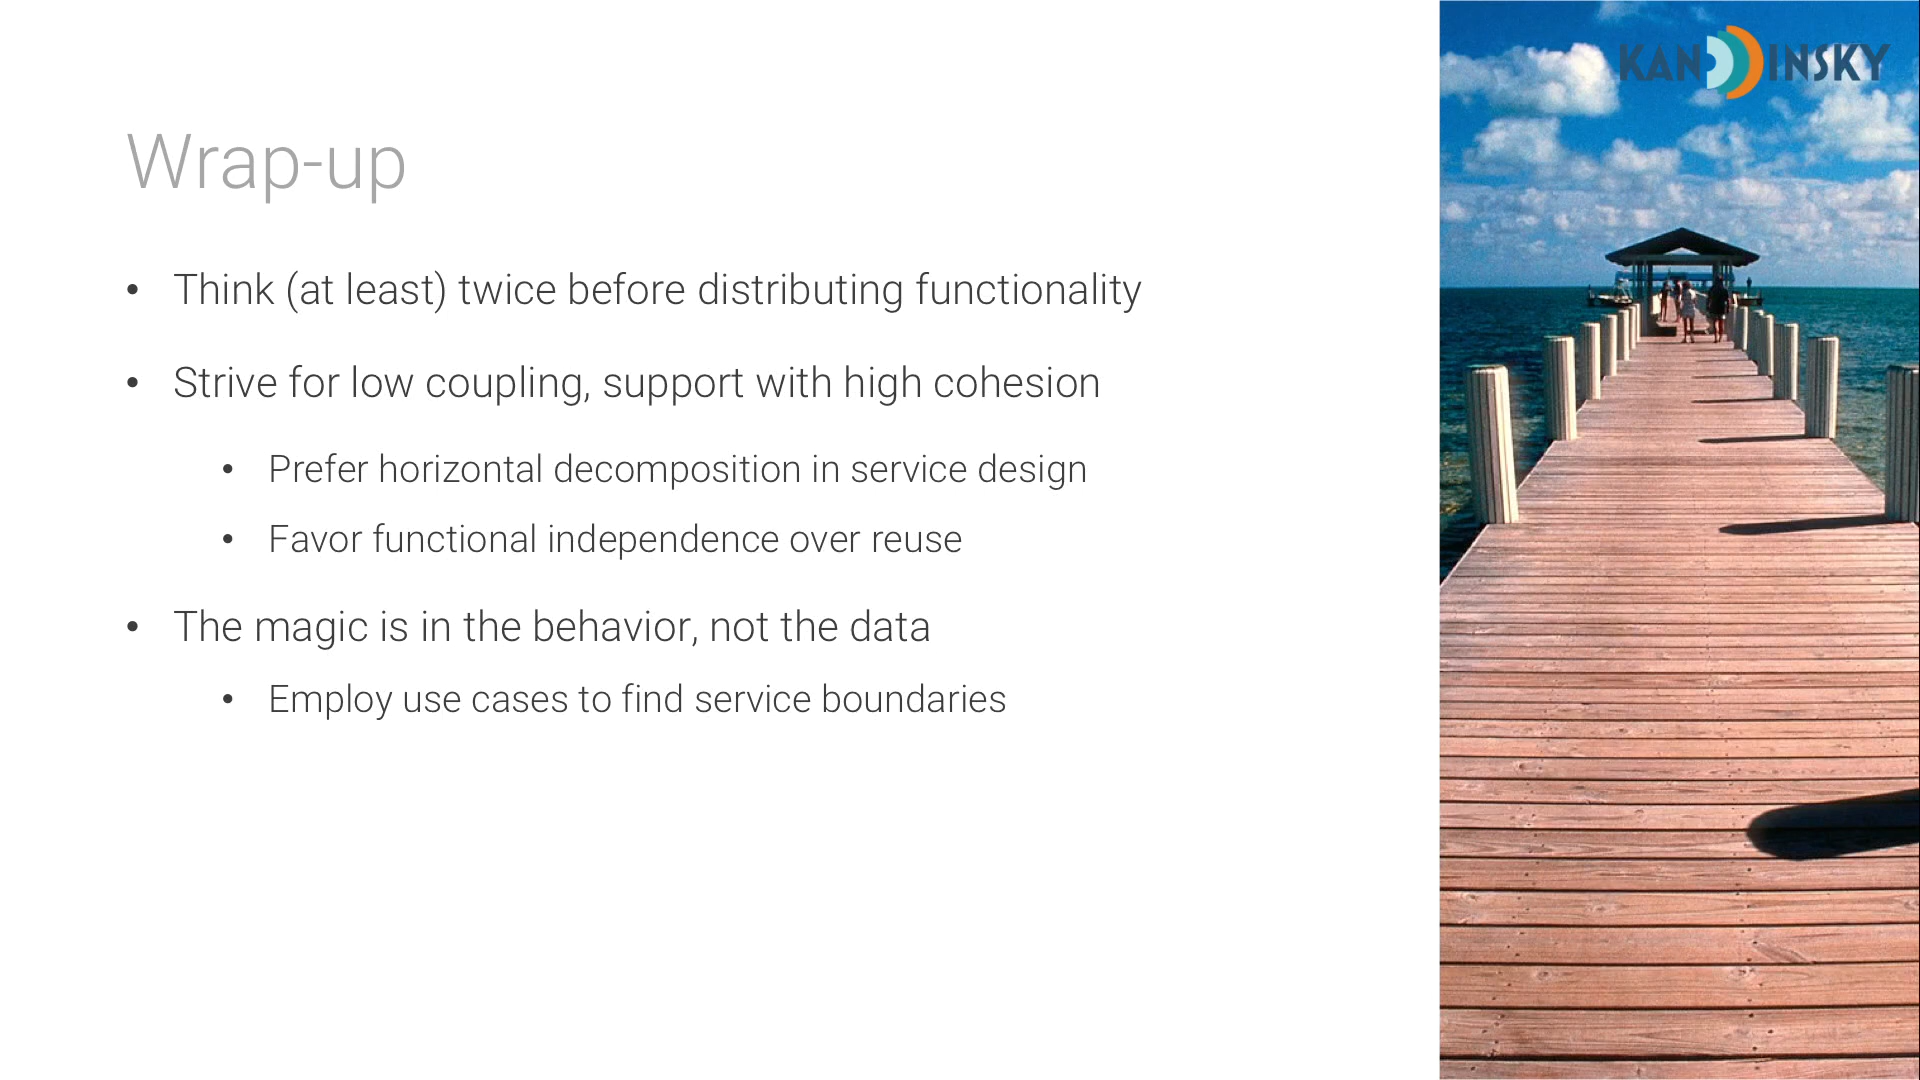 KANDINSKY
Wrap-up
• Think (at least) twice before distributing functionality
• Strive for low coupling, support with high cohesion
• Prefer horizontal decomposition in service design
• Favor functional independence over reuse
• The magic is in the behavior, not the data
• Employ use cases to find service boundaries